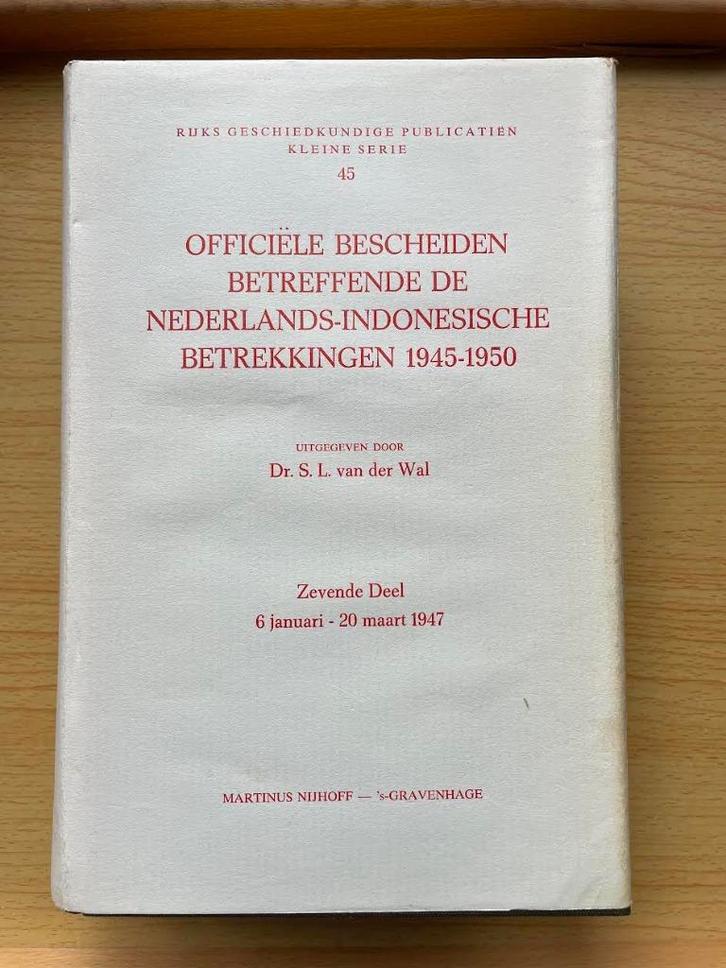 RIJKS GESCHIEDKUNDIGE PUBLICATIËN
KLEINE SERIE
45
OFFICIËLE BESCHEIDEN
BETREFFENDE DE
NEDERLANDS-INDONESISCHE
BETREKKINGEN 1945-1950
UITGEGEVEN DOOR
Dr. S. L. van der Wal
Zevende Deel
6 januari - 20 maart 1947
MARTINUS NIJHOFF — 's-GRAVENHAGE